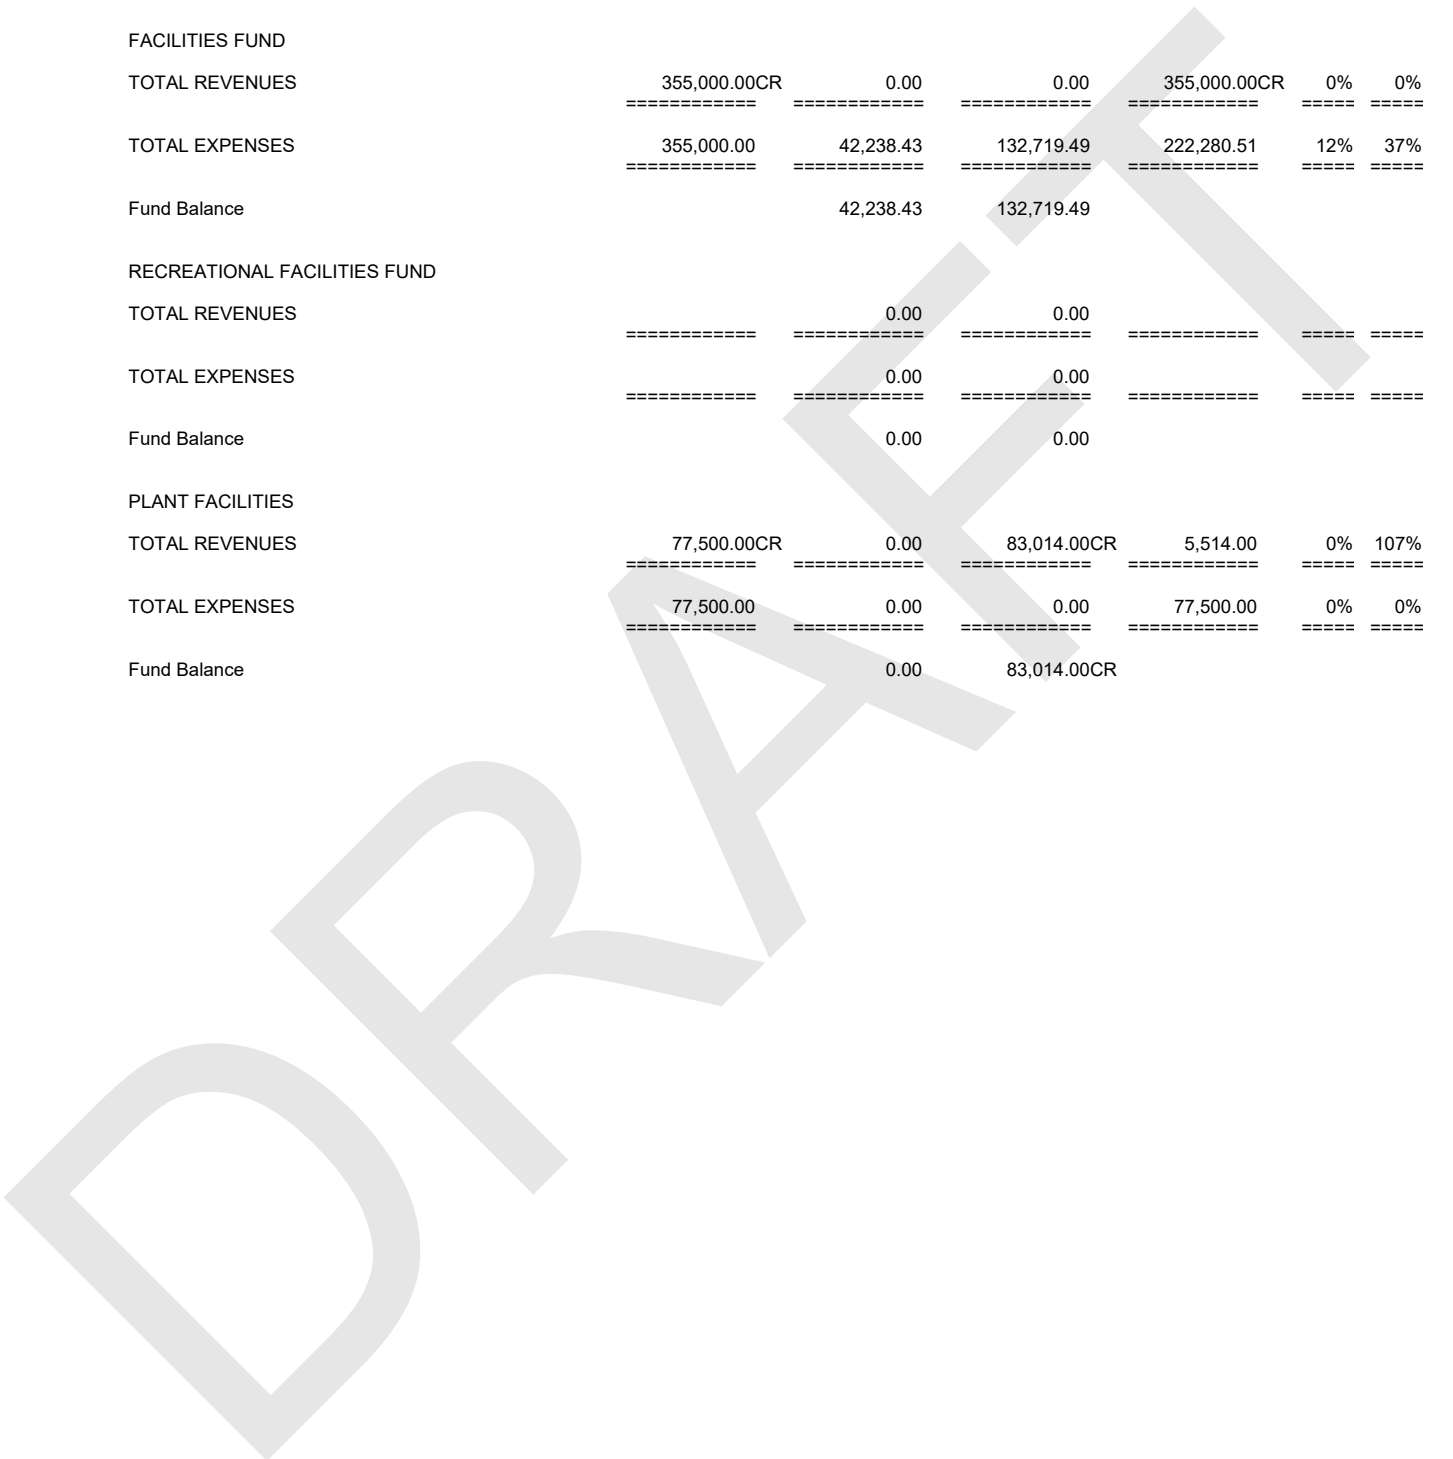 FACILITIES FUND
TOTAL REVENUES 355,000.00CR 0.00 0.00 355,000.00CR 0% 0%
============ ============ ============ ============ ===== =====
TOTAL EXPENSES 355,000.00 42,238.43 132,719.49 222,280.51 12% 37%
============ ============ ============ ============ ===== =====
Fund Balance 42,238.43 132,719.49
RECREATIONAL FACILITIES FUND
TOTAL REVENUES 0.00 0.00
============ ============ ============ ============ ===== =====
TOTAL EXPENSES 0.00 0.00
============ ============ ============ ============ ===== =====
Fund Balance 0.00 0.00
PLANT FACILITIES
TOTAL REVENUES 77,500.00CR 0.00 83,014.00CR 5,514.00 0% 107%
============ ============ ============ ============ ===== =====
TOTAL EXPENSES 77,500.00 0.00 0.00 77,500.00 0% 0%
============ ============ ============ ============ ===== =====
Fund Balance 0.00 83,014.00CR
DRAFT